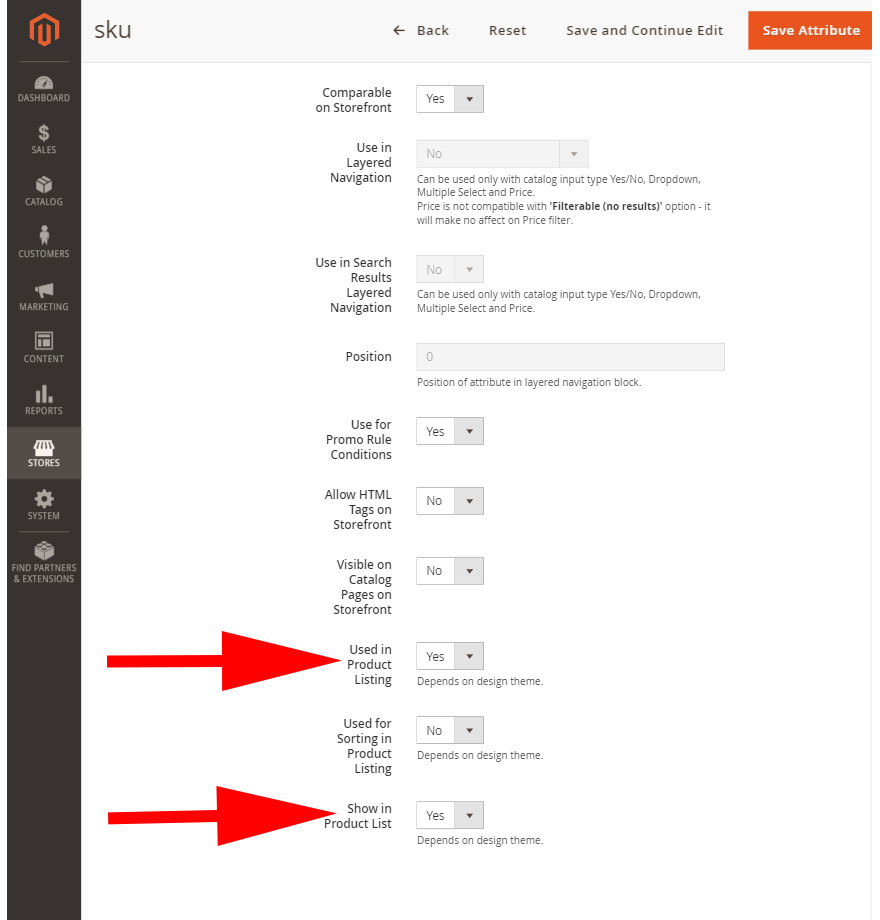 sku
← Back
Reset
Save and Continue Edit
Save Attribute
DASHBOARD
SALES
CATALOG
CUSTOMERS
MARKETING
CONTENT
REPORTS
STORES
SYSTEM
FIND PARTNERS
& EXTENSIONS
Comparable
on Storefront
Yes
Use in
Layered
Navigation
No
Can be used only with catalog input type Yes/No, Dropdown,
Multiple Select and Price.
Price is not compatible with 'Filterable (no results)' option - it
will make no affect on Price filter.
Use in Search
Results
Layered
Navigation
No
Can be used only with catalog input type Yes/No, Dropdown,
Multiple Select and Price.
Position
0
Position of attribute in layered navigation block.
Use for
Promo Rule
Conditions
Yes
Allow HTML
Tags on
Storefront
No
Visible on
Catalog
Pages on
Storefront
No
Used in
Product
Listing
Yes
Depends on design theme.
Used for
Sorting in
Product
Listing
No
Depends on design theme.
Show in
Product List
Yes
Depends on design theme.